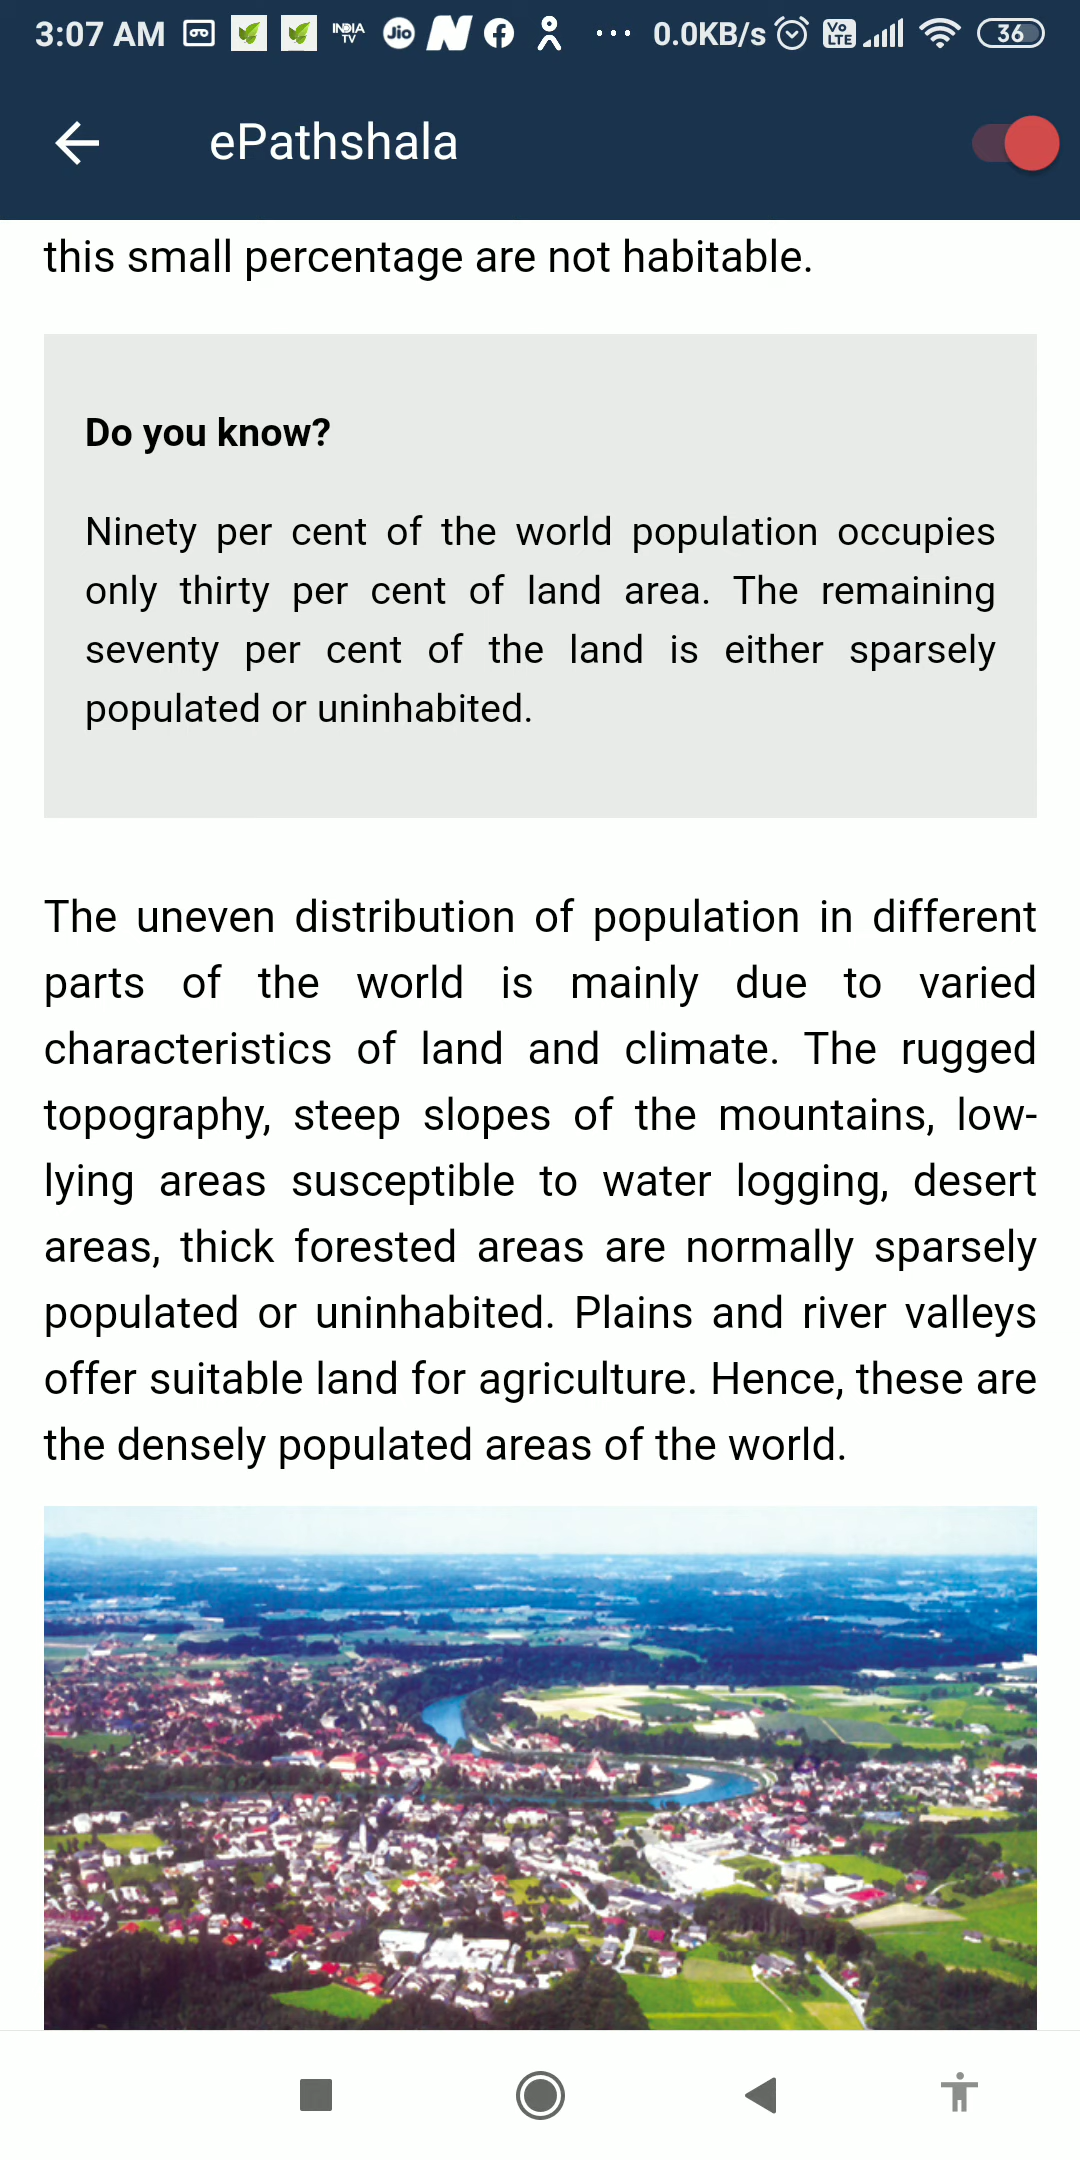 3:07 AM INDIA TV Jio N 0.0KB/s Vo LTE 36
ePathshala
this small percentage are not habitable.
Do you know?
Ninety per cent of the world population occupies
only thirty per cent of land area. The remaining
seventy per cent of the land is either sparsely
populated or uninhabited.
The uneven distribution of population in different
parts of the world is mainly due to varied
characteristics of land and climate. The rugged
topography, steep slopes of the mountains, low-
lying areas susceptible to water logging, desert
areas, thick forested areas are normally sparsely
populated or uninhabited. Plains and river valleys
offer suitable land for agriculture. Hence, these are
the densely populated areas of the world.